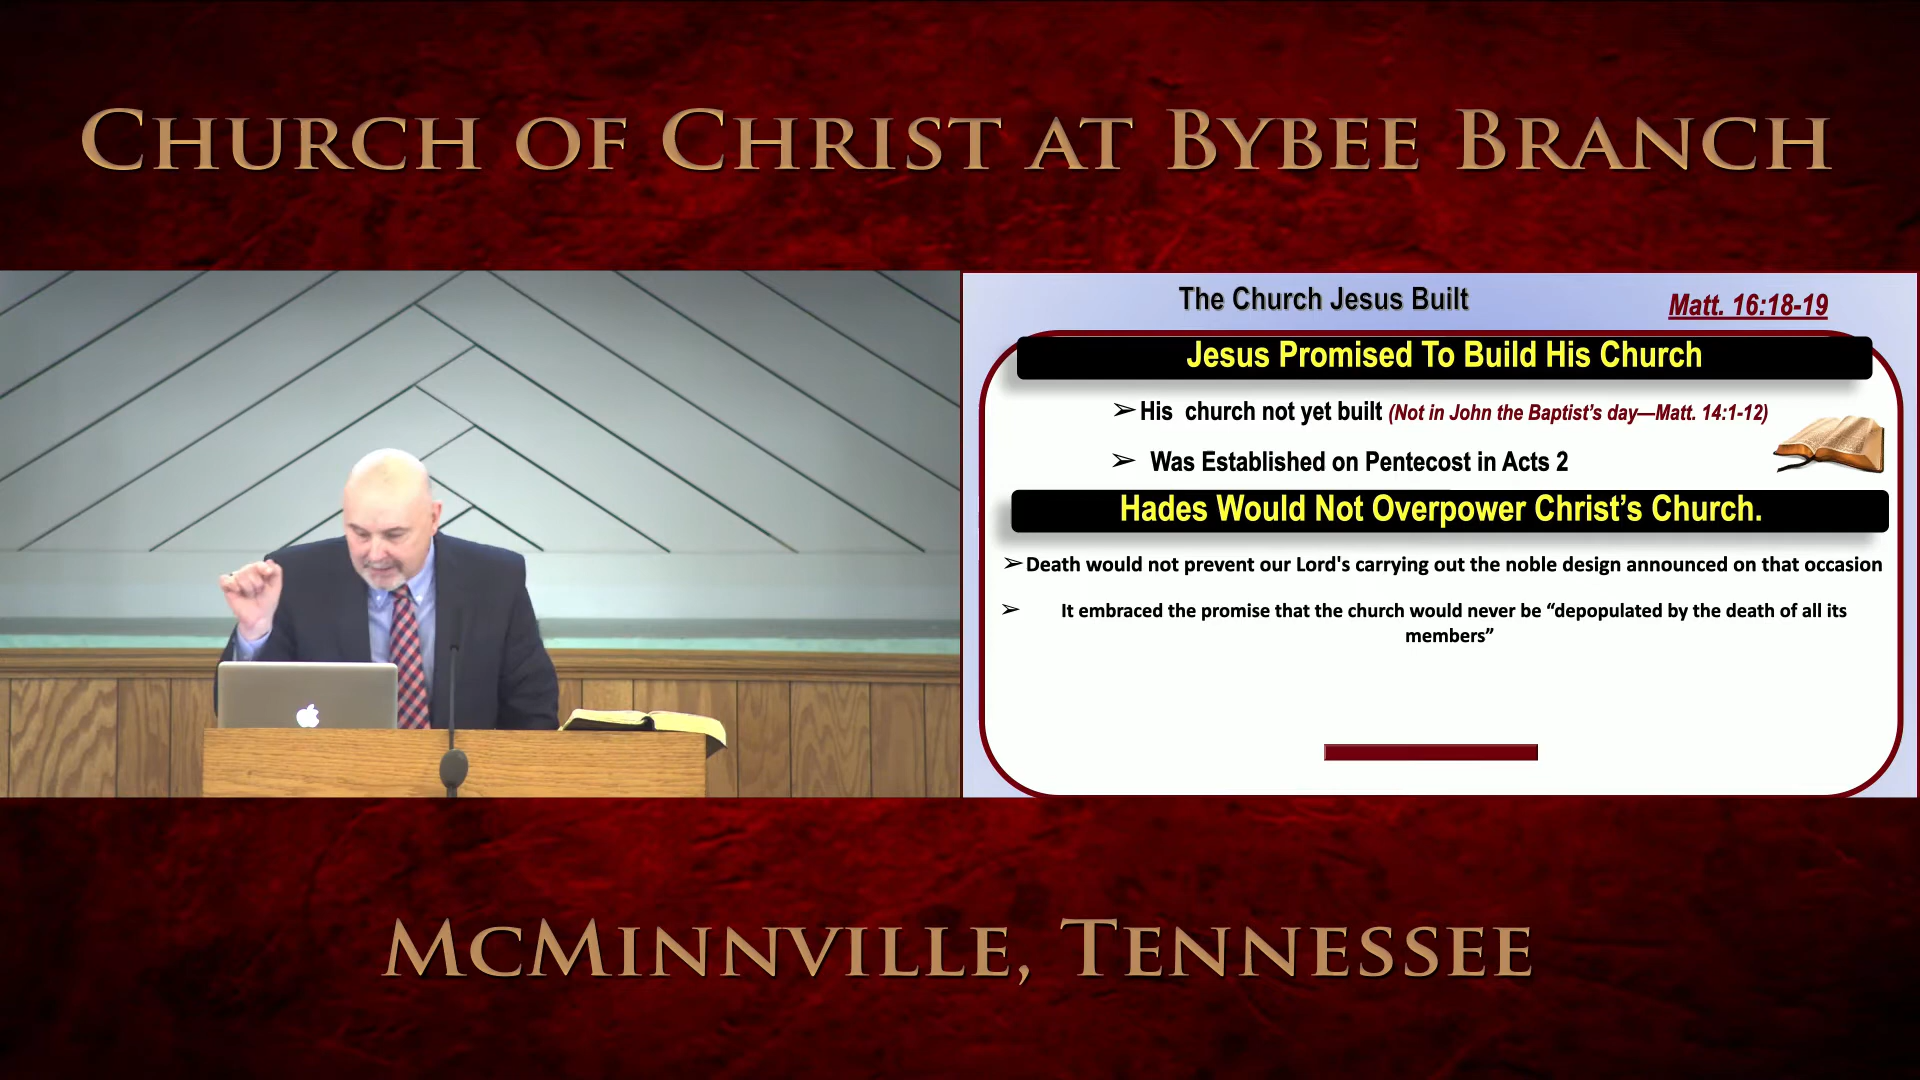 CHURCH OF CHRIST AT BYBEE BRANCH
The Church Jesus Built
Matt. 16:18-19
Jesus Promised To Build His Church
➢His church not yet built (Not in John the Baptist's day—Matt. 14:1-12)
➢ Was Established on Pentecost in Acts 2
Hades Would Not Overpower Christ's Church.
➢Death would not prevent our Lord's carrying out the noble design announced on that occasion
➢ It embraced the promise that the church would never be “depopulated by the death of all its
members”
MCMINNVILLE, TENNESSEE